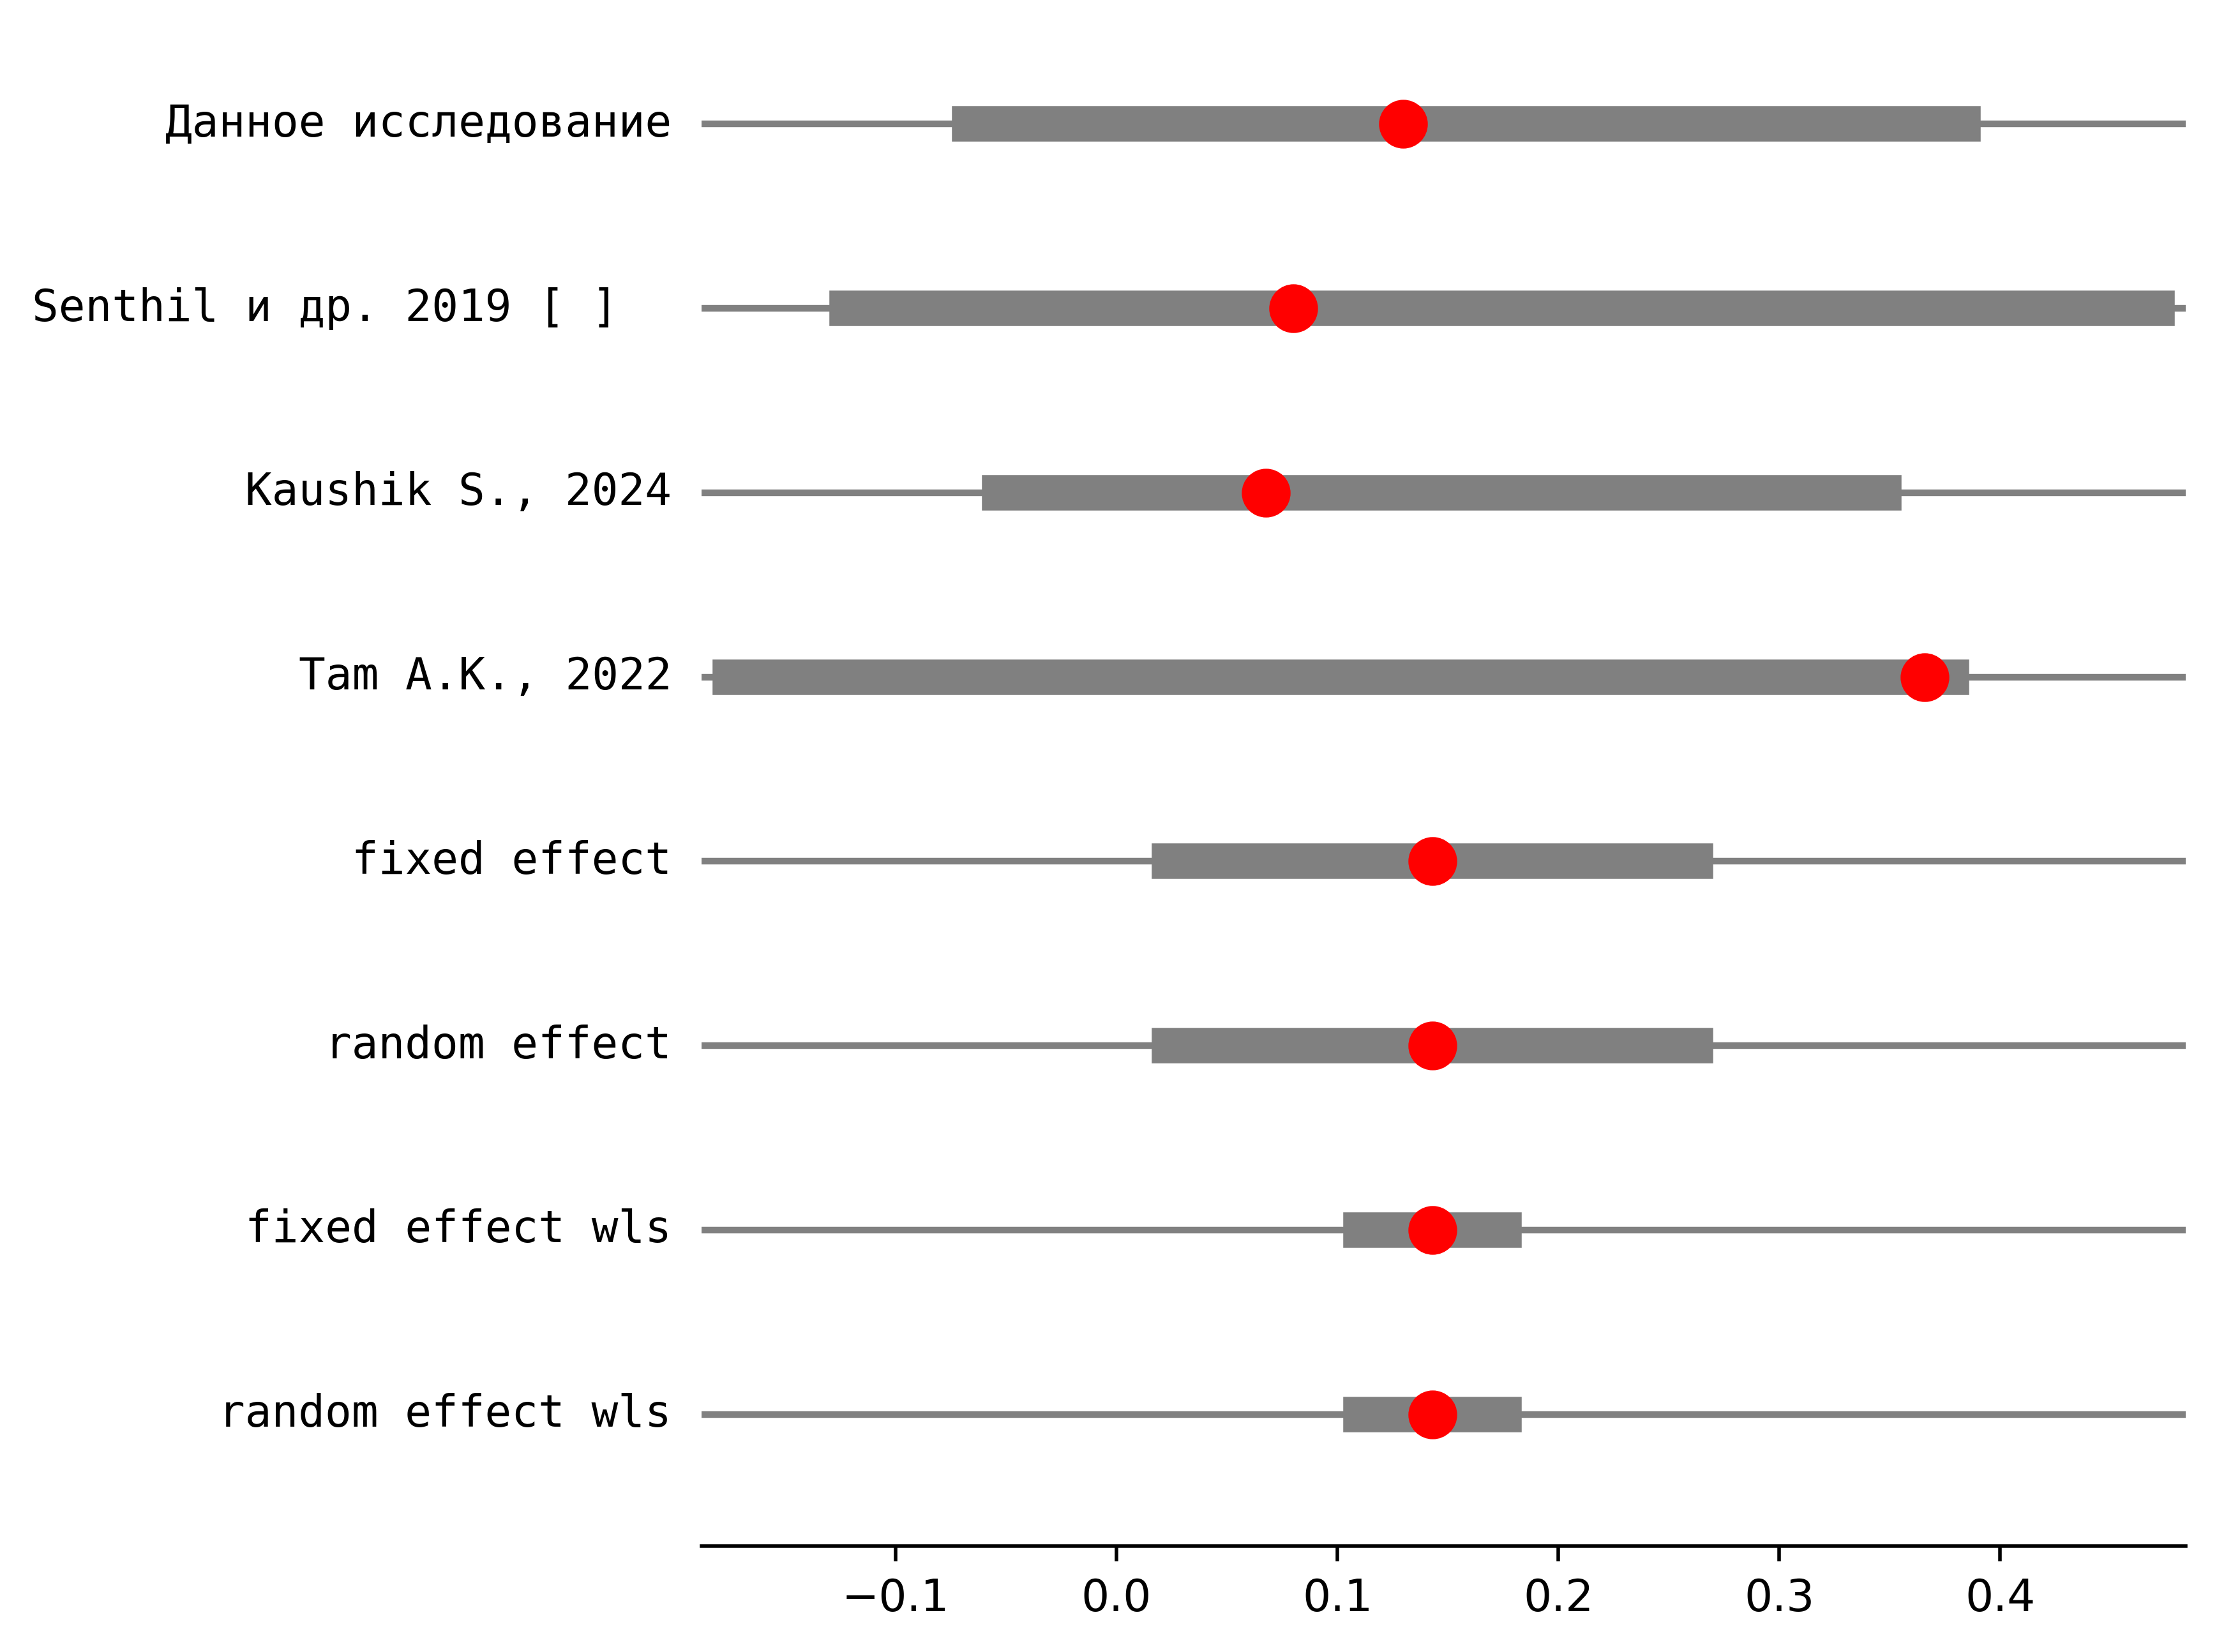 Данное исследование
Senthil и др. 2019 [ ]
Kaushik S., 2024
Tam A.K., 2022
fixed effect
random effect
fixed effect wls
random effect wls
−0.1 0.0 0.1 0.2 0.3 0.4